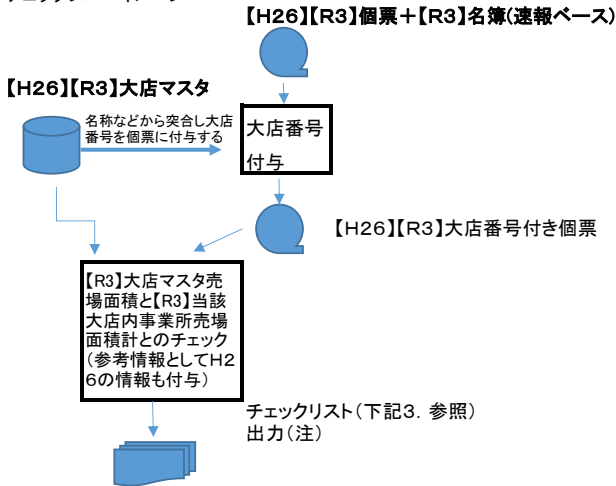 【H26】【R3】個票＋【R3】名簿(速報ベース)
【H26】【R3】大店マスタ
名称などから突合し大店
番号を個票に付与する
大店番号
付与
【H26】【R3】大店番号付き個票
【R3】大店マスタ売
場面積と【R3】当該
大店内事業所売場
面積計とのチェック
（参考情報としてH2
6の情報も付与）
チェックリスト（下記３．参照）
出力（注）